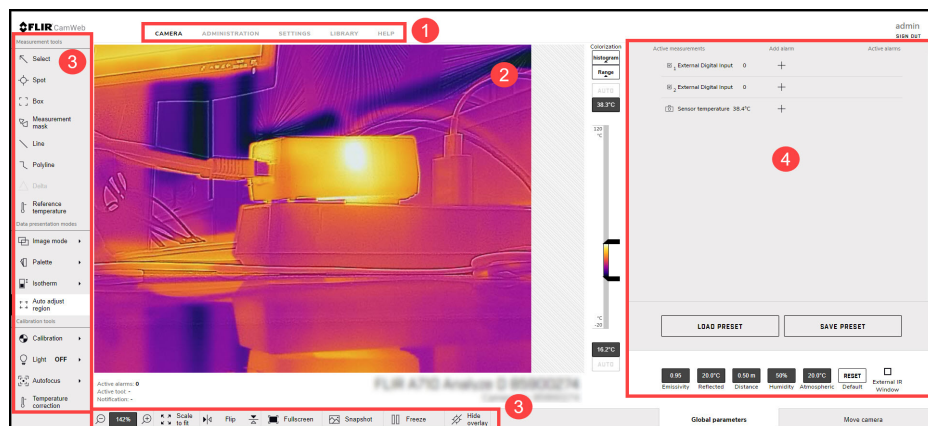 FLIR CamWeb
CAMERA ADMINISTRATION SETTINGS LIBRARY HELP
1
admin
SIGN OUT
Measurement tools
3
Select
Spot
Box
Measurement
mask
Line
Polyline
Delta
Reference
temperature
Data presentation modes
Image mode
Palette
Isotherm
Auto adjust
region
Calibration tools
Calibration
Light OFF
Autofocus
Temperature
correction
2
Colorization
histogram
Range
AUTO
38.3°C
120
°C
°C
-20
16.2°C
AUTO
Active measurements Add alarm Active alarms
1 External Digital Input 0
2 External Digital Input 0
Sensor temperature 38.4°C
4
LOAD PRESET SAVE PRESET
0.95 20.0°C 0.50 m 50% 20.0°C RESET
Emissivity Reflected Distance Humidity Atmospheric Default External IR
Window
Active alarms: 0
Active tool: -
Notification: -
FLIR A710 Analyze D 85900274
3
142% Scale
to fit Flip Fullscreen Snapshot Freeze Hide
overlay
Global parameters Move camera